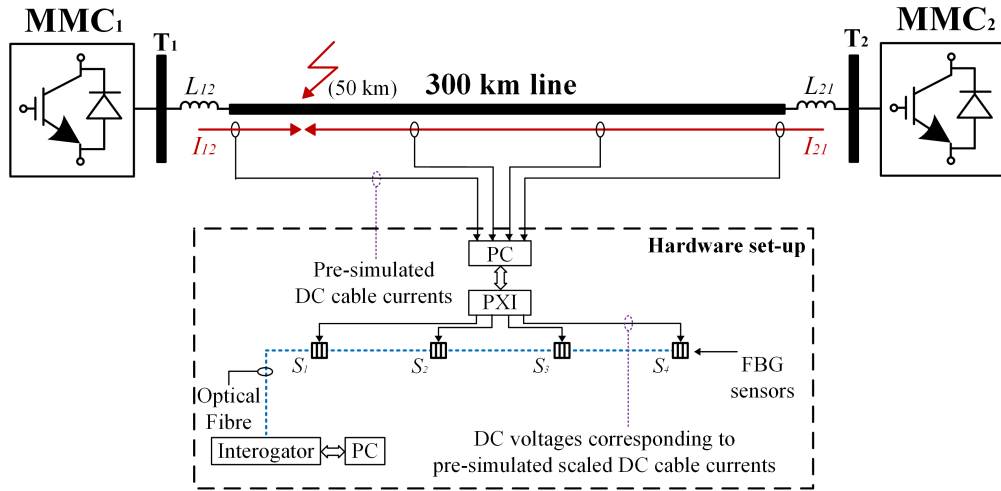 MMC₁
MMC₂
T₁
T₂
L₁₂
(50 km)
300 km line
L₂₁
I₁₂
I₂₁
Hardware set-up
PC
Pre-simulated
DC cable currents
PXI
S₁
S₂
S₃
S₄
FBG
sensors
Optical
Fibre
Interogator
PC
DC voltages corresponding to
pre-simulated scaled DC cable currents